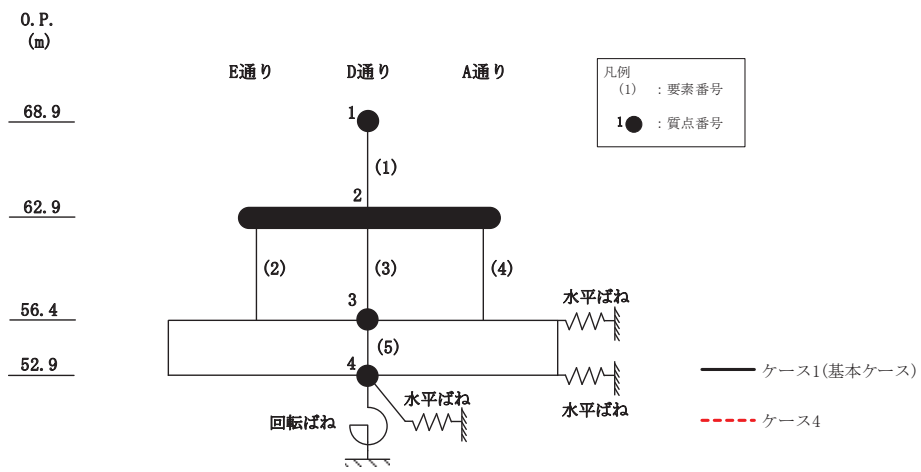 O.P.
(m)
E通り D通り A通り
凡例
(1) ：要素番号
1 ：質点番号
68.9
1
(1)
2
62.9
(2) (3) (4)
3
56.4
水平ばね
(5)
52.9
4
水平ばね
水平ばね
回転ばね
ケース1(基本ケース)
ケース4